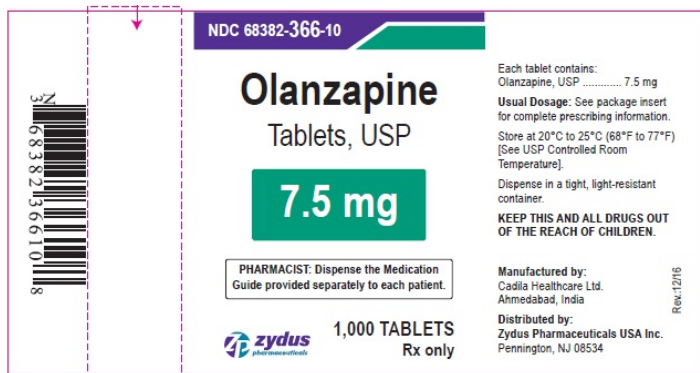 NDC 68382-366-10
Olanzapine
Tablets, USP
7.5 mg
PHARMACIST: Dispense the Medication
Guide provided separately to each patient.
zydus
pharmaceuticals
1,000 TABLETS
Rx only
Each tablet contains:
Olanzapine, USP ............. 7.5 mg
Usual Dosage: See package insert
for complete prescribing information.
Store at 20°C to 25°C (68°F to 77°F)
[See USP Controlled Room
Temperature].
Dispense in a tight, light-resistant
container.
KEEP THIS AND ALL DRUGS OUT
OF THE REACH OF CHILDREN.
Manufactured by:
Cadila Healthcare Ltd.
Ahmedabad, India
Distributed by:
Zydus Pharmaceuticals USA Inc.
Pennington, NJ 08534
Rev.:12/16
N
3 68382 36610 8